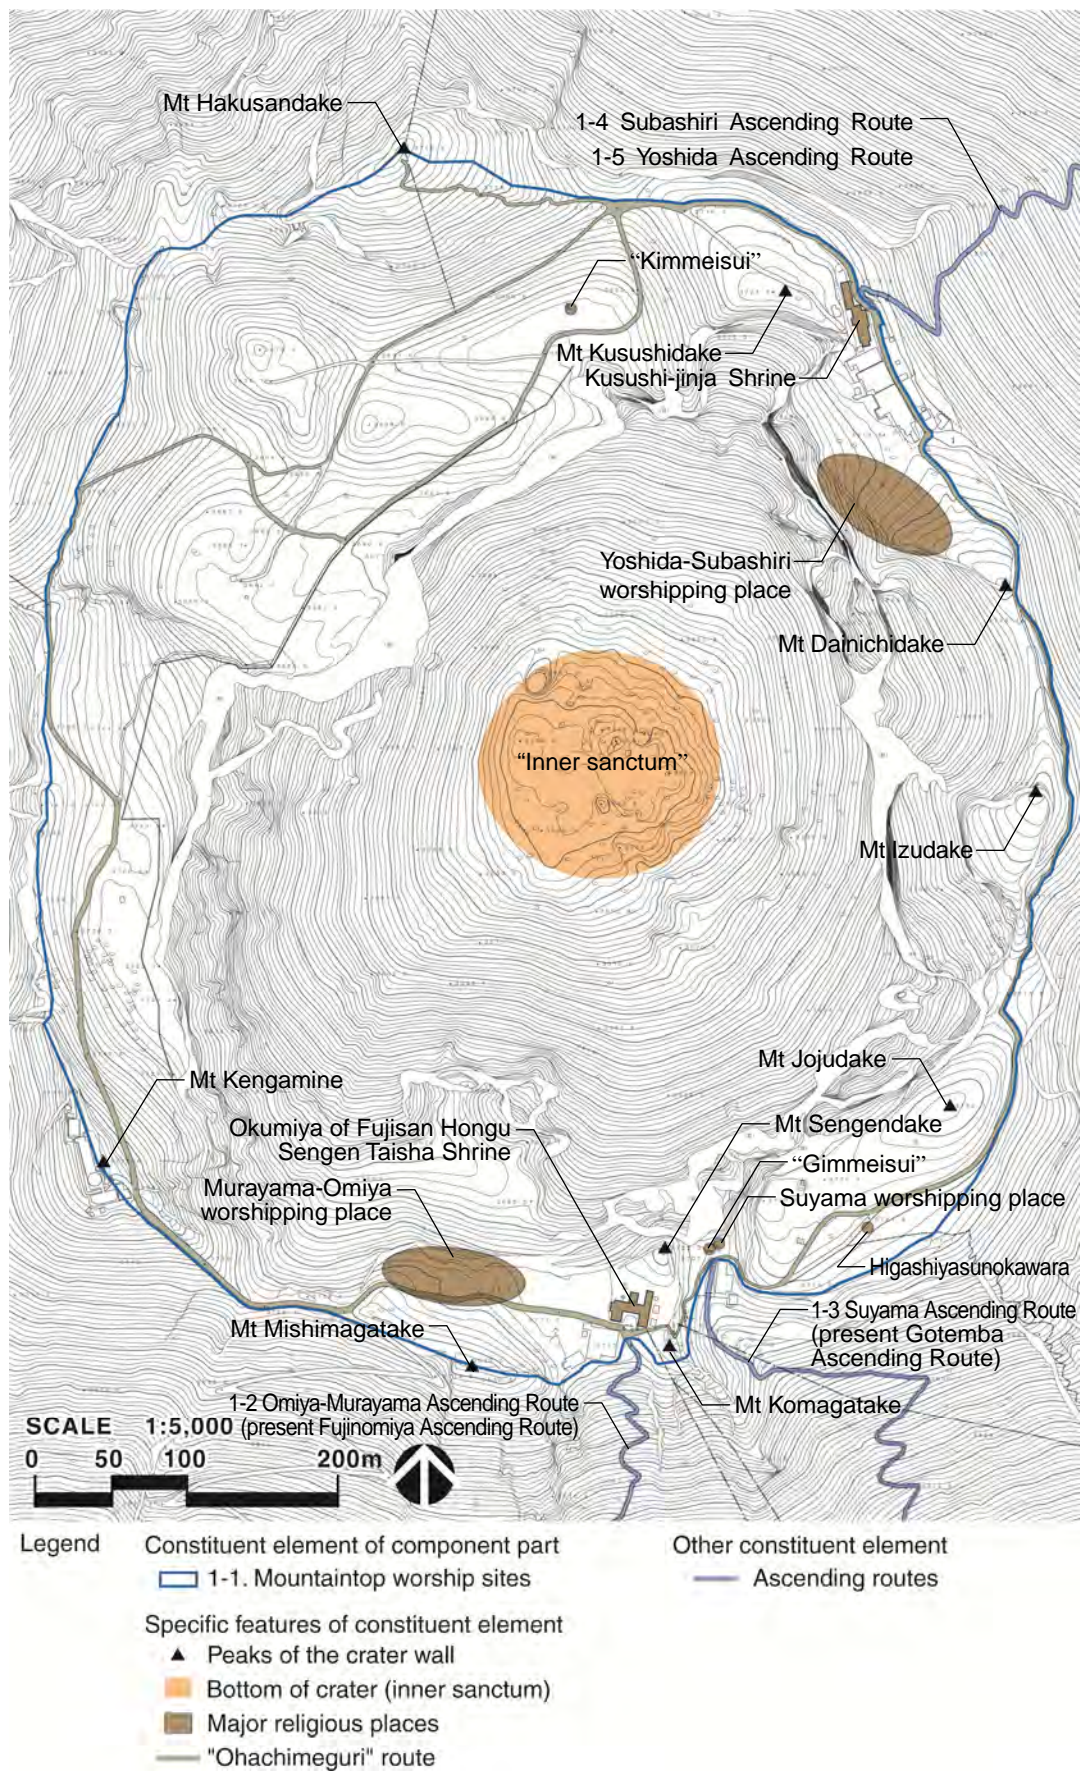 Mt Hakusandake
1-4 Subashiri Ascending Route
1-5 Yoshida Ascending Route
“Kimmeisui”
Mt Kusushidake
Kusushi-jinja Shrine
Yoshida-Subashiri
worshipping place
Mt Dainichidake
“Inner sanctum”
Mt Izudake
Mt Jojudake
Mt Kengamine
Okumiya of Fujisan Hongu
Sengen Taisha Shrine
Mt Sengendake
“Gimmeisui”
Murayama-Omiya
worshipping place
Suyama worshipping place
Higashiyasunokawara
Mt Mishimagatake
1-3 Suyama Ascending Route
(present Gotemba
Ascending Route)
Mt Komagatake
1-2 Omiya-Murayama Ascending Route
(present Fujinomiya Ascending Route)
SCALE 1:5,000
0 50 100 200m
Legend
Constituent element of component part
1-1. Mountaintop worship sites
Other constituent element
Ascending routes
Specific features of constituent element
Peaks of the crater wall
Bottom of crater (inner sanctum)
Major religious places
"Ohachimeguri" route